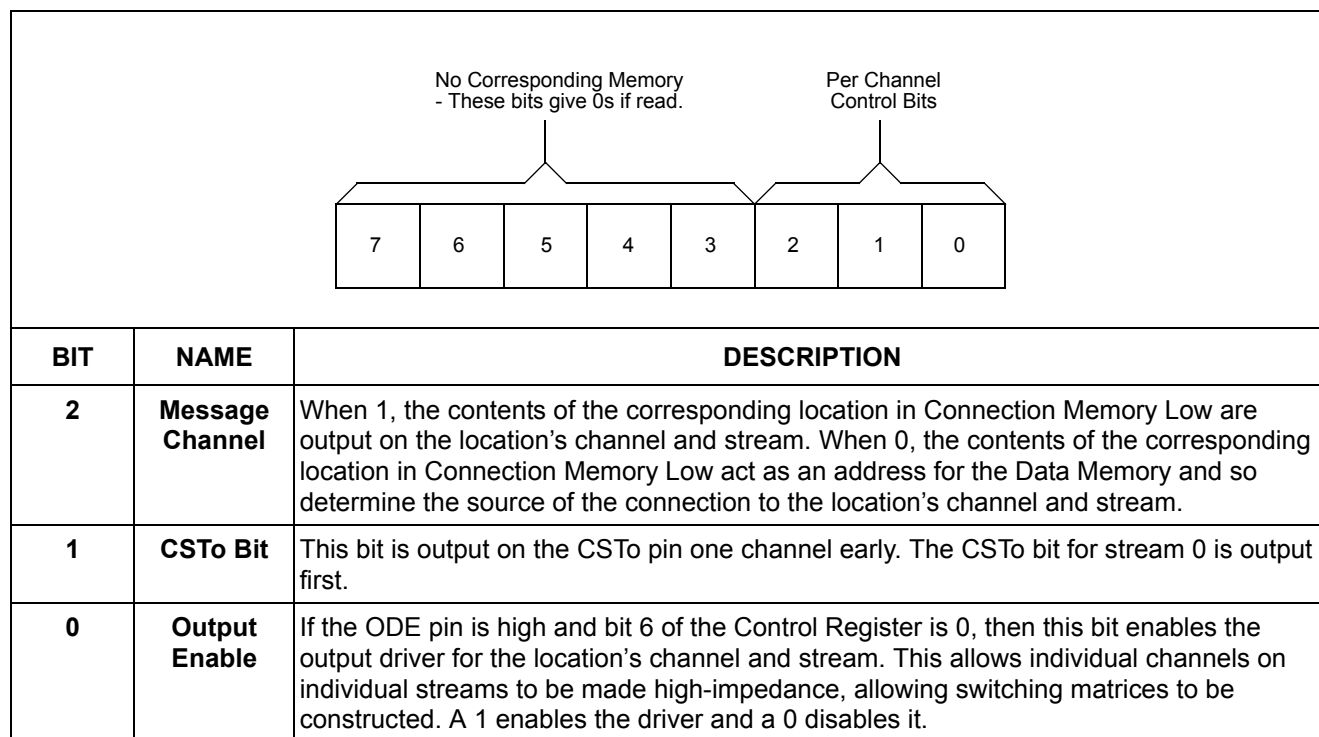 No Corresponding Memory
- These bits give 0s if read.
Per Channel
Control Bits
7 6 5 4 3 2 1 0
BIT NAME DESCRIPTION
2 Message Channel
When 1, the contents of the corresponding location in Connection Memory Low are
output on the location's channel and stream. When 0, the contents of the corresponding
location in Connection Memory Low act as an address for the Data Memory and so
determine the source of the connection to the location's channel and stream.
1 CSTo Bit
This bit is output on the CSTo pin one channel early. The CSTo bit for stream 0 is output
first.
0 Output Enable
If the ODE pin is high and bit 6 of the Control Register is 0, then this bit enables the
output driver for the location's channel and stream. This allows individual channels on
individual streams to be made high-impedance, allowing switching matrices to be
constructed. A 1 enables the driver and a 0 disables it.